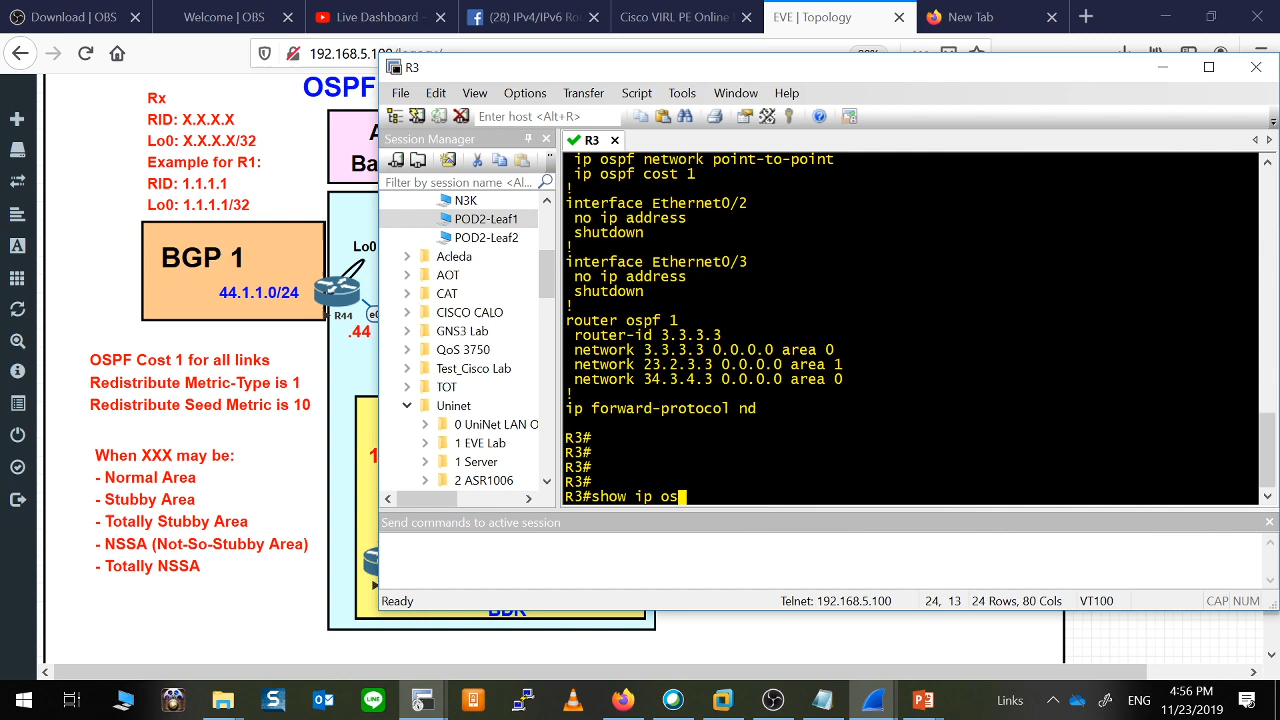 Download | OBS
Welcome | OBS
Live Dashboard -
(28) IPv4/IPv6 Ro
Cisco VIRL PE Online
EVE | Topology
New Tab
192.168.5.100/legacy/
Rx
RID: X.X.X.X
Lo0: X.X.X.X/32
Example for R1:
RID: 1.1.1.1
Lo0: 1.1.1.1/32
OSPF
A
Ba
BGP 1
44.1.1.0/24
Lo0
R44
e0
.44
OSPF Cost 1 for all links
Redistribute Metric-Type is 1
Redistribute Seed Metric is 10
When XXX may be:
- Normal Area
- Stubby Area
- Totally Stubby Area
- NSSA (Not-So-Stubby Area)
- Totally NSSA
1
BDR
R3
File Edit View Options Transfer Script Tools Window Help
Enter host <Alt+R>
Session Manager
Filter by session name <Al...
N3K
POD2-Leaf1
POD2-Leaf2
Acleda
AOT
CAT
CISCO CALO
GNS3 Lab
QoS 3750
Test_Cisco Lab
TOT
Uninet
0 UniNet LAN O
1 EVE Lab
1 Server
2 ASR1006
R3
ip ospf network point-to-point
ip ospf cost 1
!
interface Ethernet0/2
no ip address
shutdown
!
interface Ethernet0/3
no ip address
shutdown
!
router ospf 1
router-id 3.3.3.3
network 3.3.3.3 0.0.0.0 area 0
network 23.2.3.3 0.0.0.0 area 1
network 34.3.4.3 0.0.0.0 area 0
!
ip forward-protocol nd
R3#
R3#
R3#
R3#
R3#show ip os
Send commands to active session
Ready
Telnet: 192.168.5.100
24, 13
24 Rows, 80 Cols
VT100
CAP NUM
Links
ENG
4:56 PM
11/23/2019